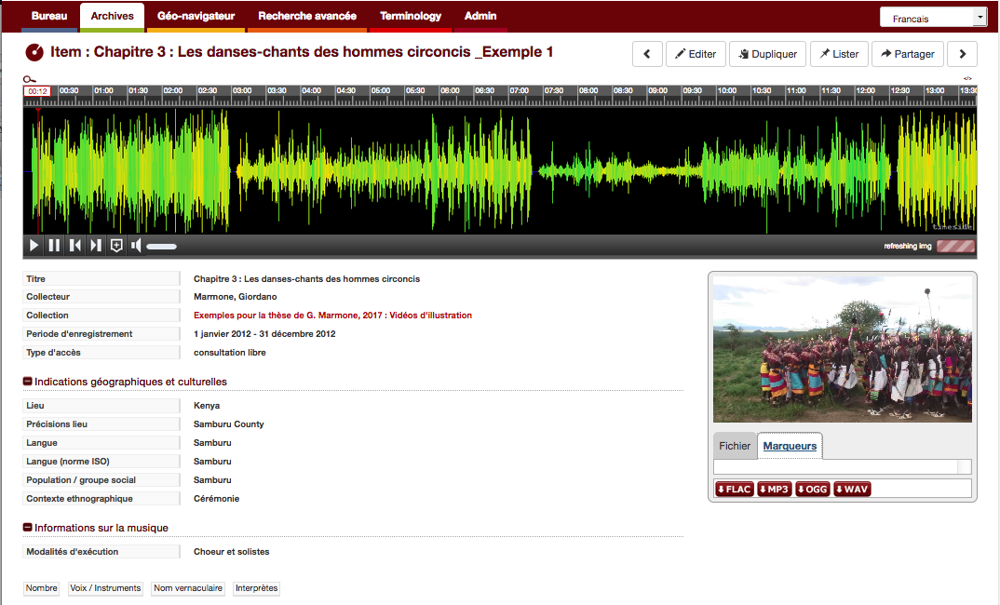 Bureau Archives Géo-navigateur Recherche avancée Terminology Admin Francais
Item : Chapitre 3 : Les danses-chants des hommes circoncis _Exemple 1
Editer Dupliquer Lister Partager
</>
00:12 00:30 01:00 01:30 02:00 02:30 03:00 03:30 04:00 04:30 05:00 05:30 06:00 06:30 07:00 07:30 08:00 08:30 09:00 09:30 10:00 10:30 11:00 11:30 12:00 12:30 13:00 13:30
timeside
refreshing img
Titre Chapitre 3 : Les danses-chants des hommes circoncis
Collecteur Marmone, Giordano
Collection Exemples pour la thèse de G. Marmone, 2017 : Vidéos d'illustration
Periode d'enregistrement 1 janvier 2012 - 31 décembre 2012
Type d'accès consultation libre
Indications géographiques et culturelles
Lieu Kenya
Précisions lieu Samburu County
Langue Samburu
Langue (norme ISO) Samburu
Population / groupe social Samburu
Contexte ethnographique Cérémonie
Informations sur la musique
Modalités d'exécution Choeur et solistes
Nombre Voix / Instruments Nom vernaculaire Interprètes
Fichier Marqueurs
FLAC MP3 OGG WAV